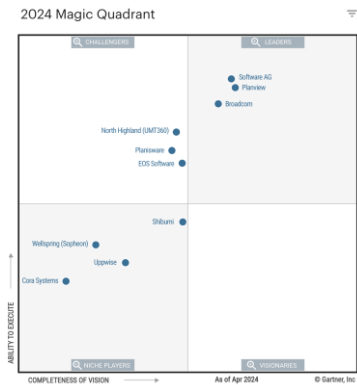 2024 Magic Quadrant
CHALLENGERS
LEADERS
Software AG
Planview
Broadcom
North Highland (UMT360)
Planisware
EOS Software
Shibumi
Wellspring (Sopheon)
Uppwise
Cora Systems
ABILITY TO EXECUTE
NICHE PLAYERS
VISIONARIES
COMPLETENESS OF VISION
As of Apr 2024
© Gartner, Inc